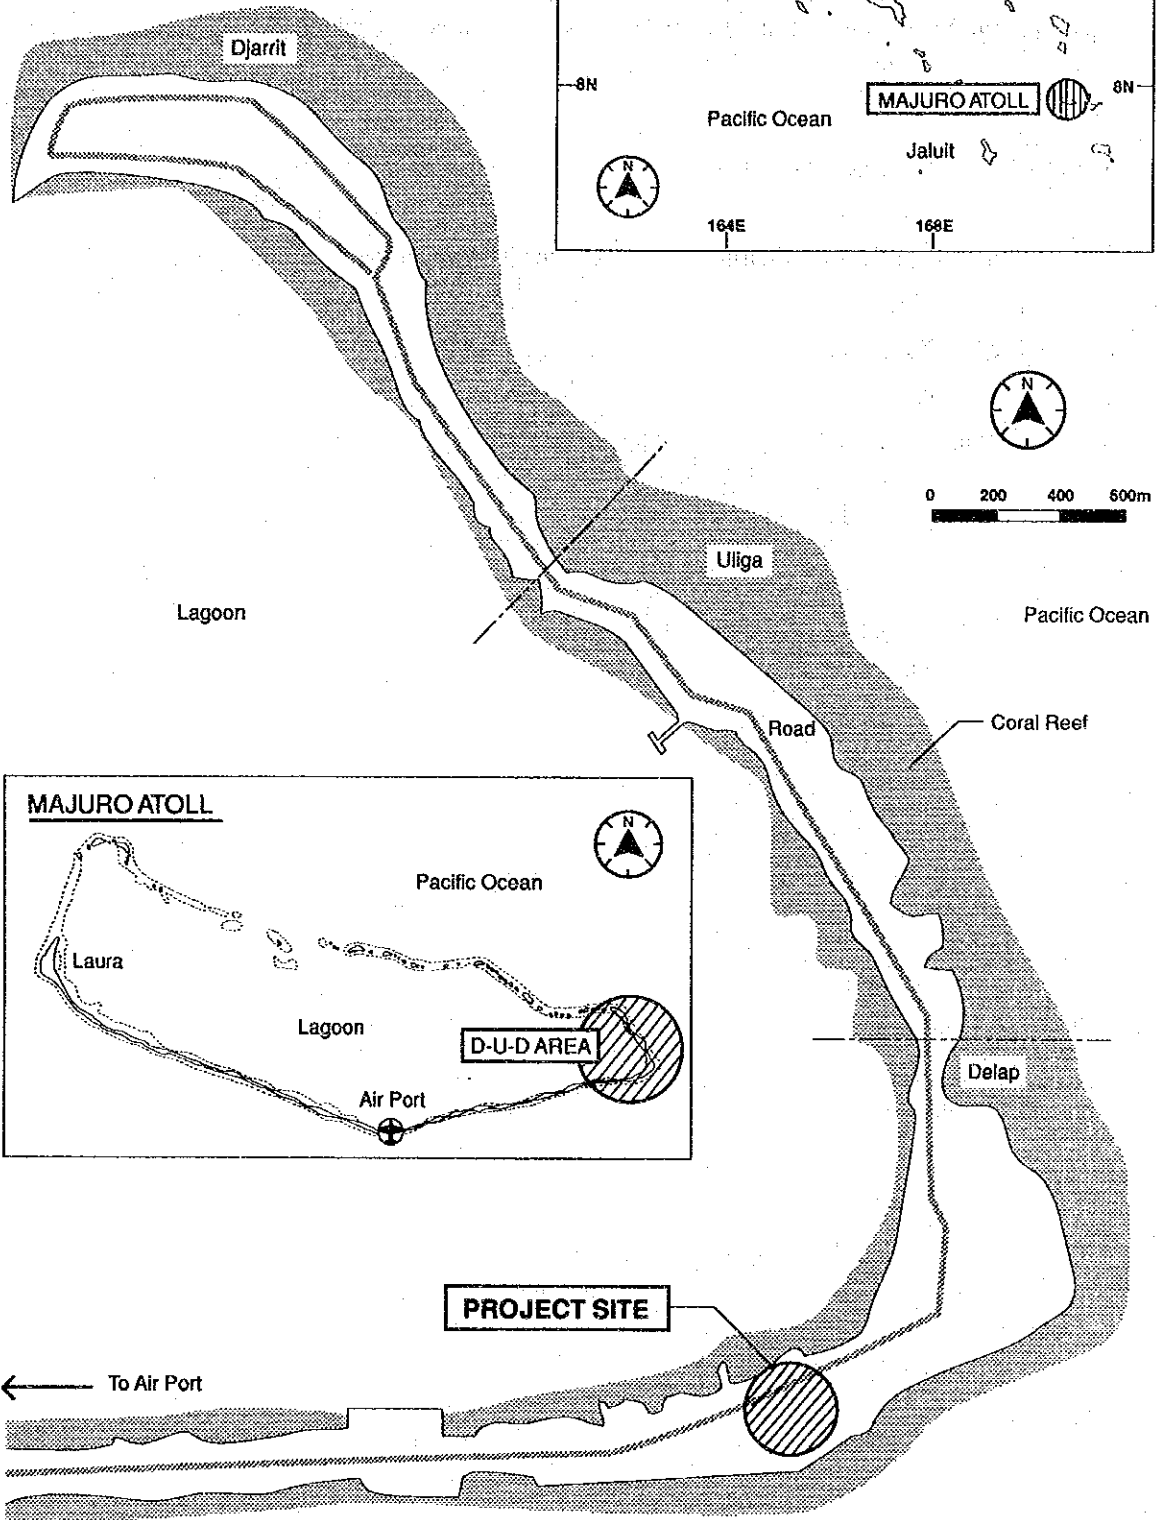 Djarrit
8N
8N
MAJURO ATOLL
Pacific Ocean
Jaluit
N
164E
168E
N
0 200 400 600m
Uliga
Lagoon
Pacific Ocean
Road
Coral Reef
MAJURO ATOLL
N
Pacific Ocean
Laura
Lagoon
D-U-D AREA
Air Port
Delap
PROJECT SITE
To Air Port